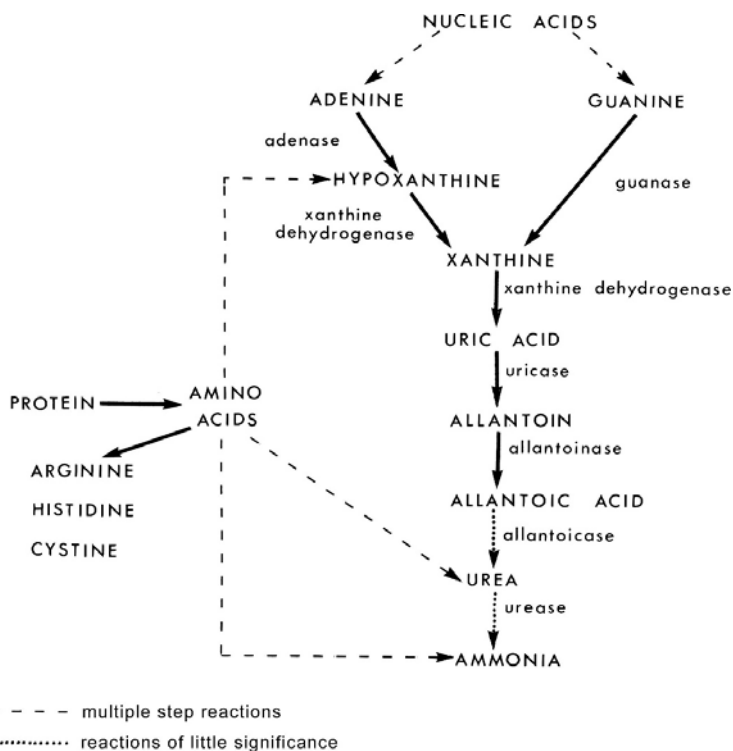 NUCLEIC ACIDS
ADENINE
GUANINE
adenase
HYPOXANTHINE
guanase
xanthine
dehydrogenase
XANTHINE
xanthine dehydrogenase
URIC ACID
uricase
PROTEIN
AMINO
ACIDS
ALLANTOIN
allantoinase
ARGININE
HISTIDINE
CYSTINE
ALLANTOIC ACID
allantoicase
UREA
urease
AMMONIA
multiple step reactions
reactions of little significance